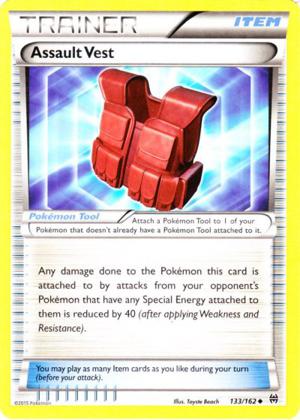 TRAINER
ITEM
Assault Vest
Pokémon Tool
Attach a Pokémon Tool to 1 of your
Pokémon that doesn't already have a Pokémon Tool attached to it.
Any damage done to the Pokémon this card is
attached to by attacks from your opponent's
Pokémon that have any Special Energy attached to
them is reduced by 40 (after applying Weakness and
Resistance).
You may play as many Item cards as you like during your turn
(before your attack).
©2015 Pokémon
Illus. Toyste Beach
133/162